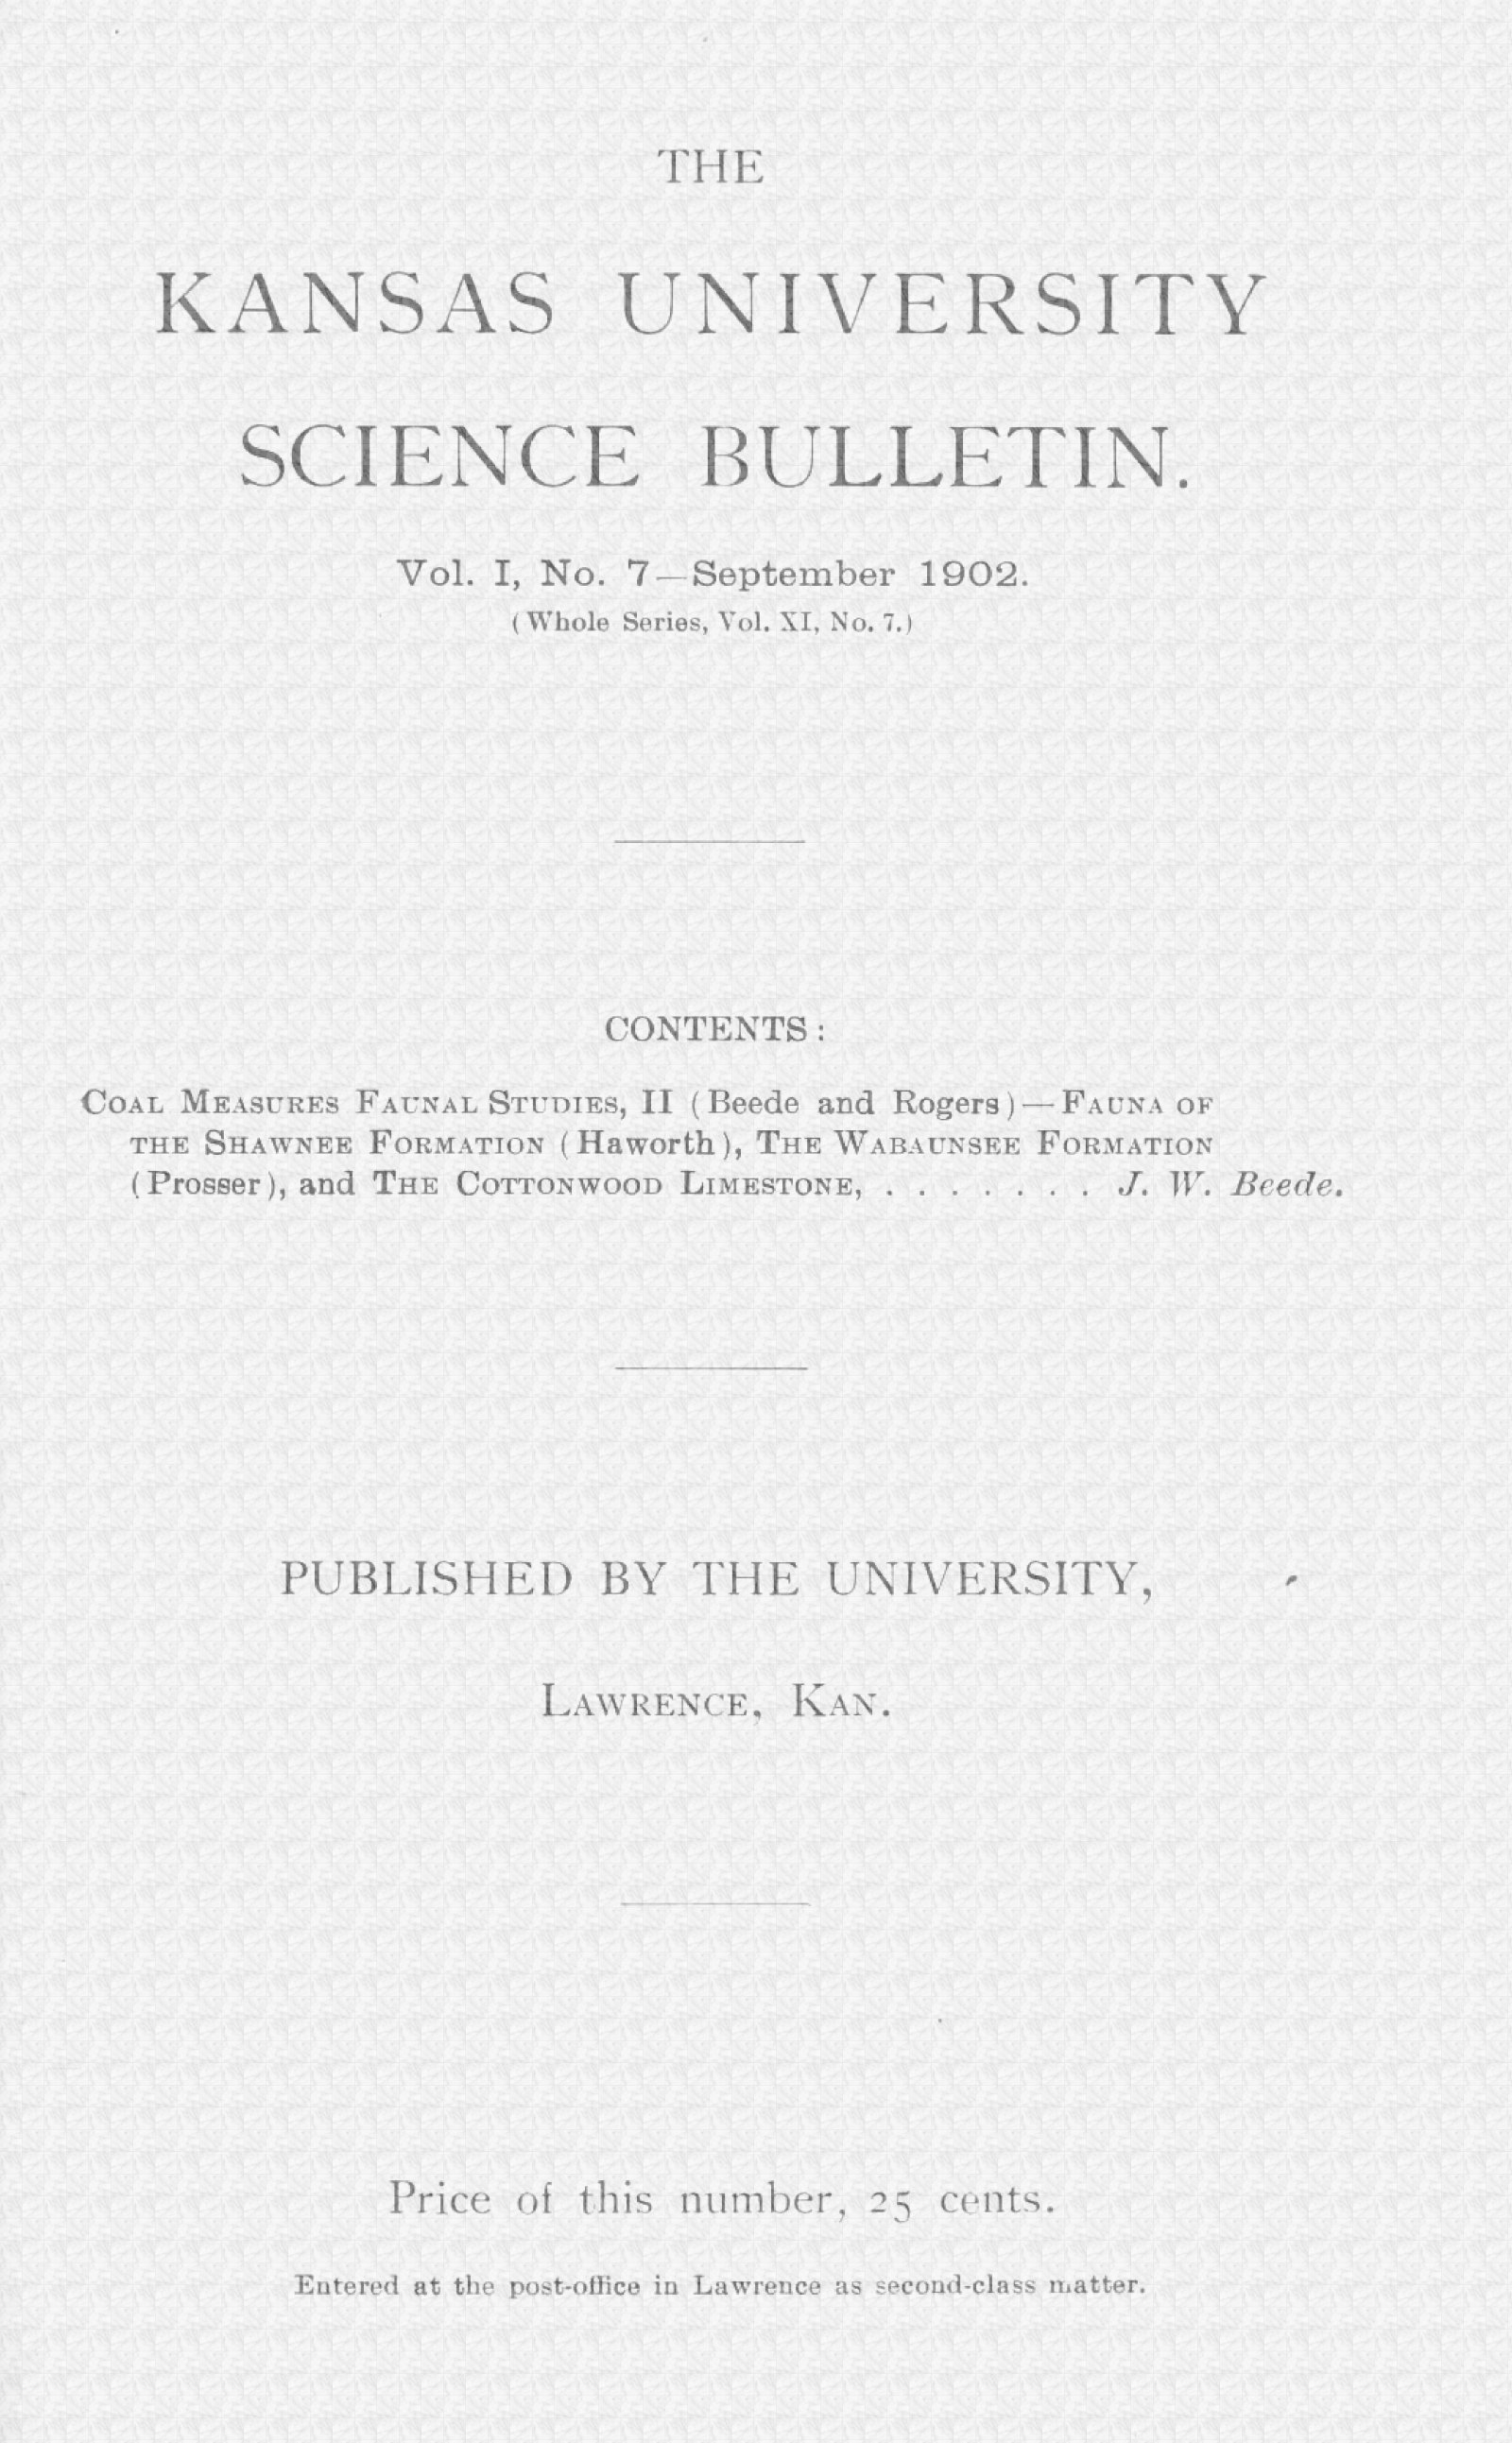 THE
KANSAS UNIVERSITY
SCIENCE BULLETIN.
Vol. I, No. 7—September 1902.
(Whole Series, Vol. XI, No. 7.)
CONTENTS:
COAL MEASURES FAUNAL STUDIES, II (Beede and Rogers)—FAUNA OF
THE SHAWNEE FORMATION (Haworth), THE WABAUNSEE FORMATION
(Prosser), and THE COTTONWOOD LIMESTONE, . . . . . . . J. W. Beede.
PUBLISHED BY THE UNIVERSITY,
LAWRENCE, KAN.
Price of this number, 25 cents.
Entered at the post-office in Lawrence as second-class matter.